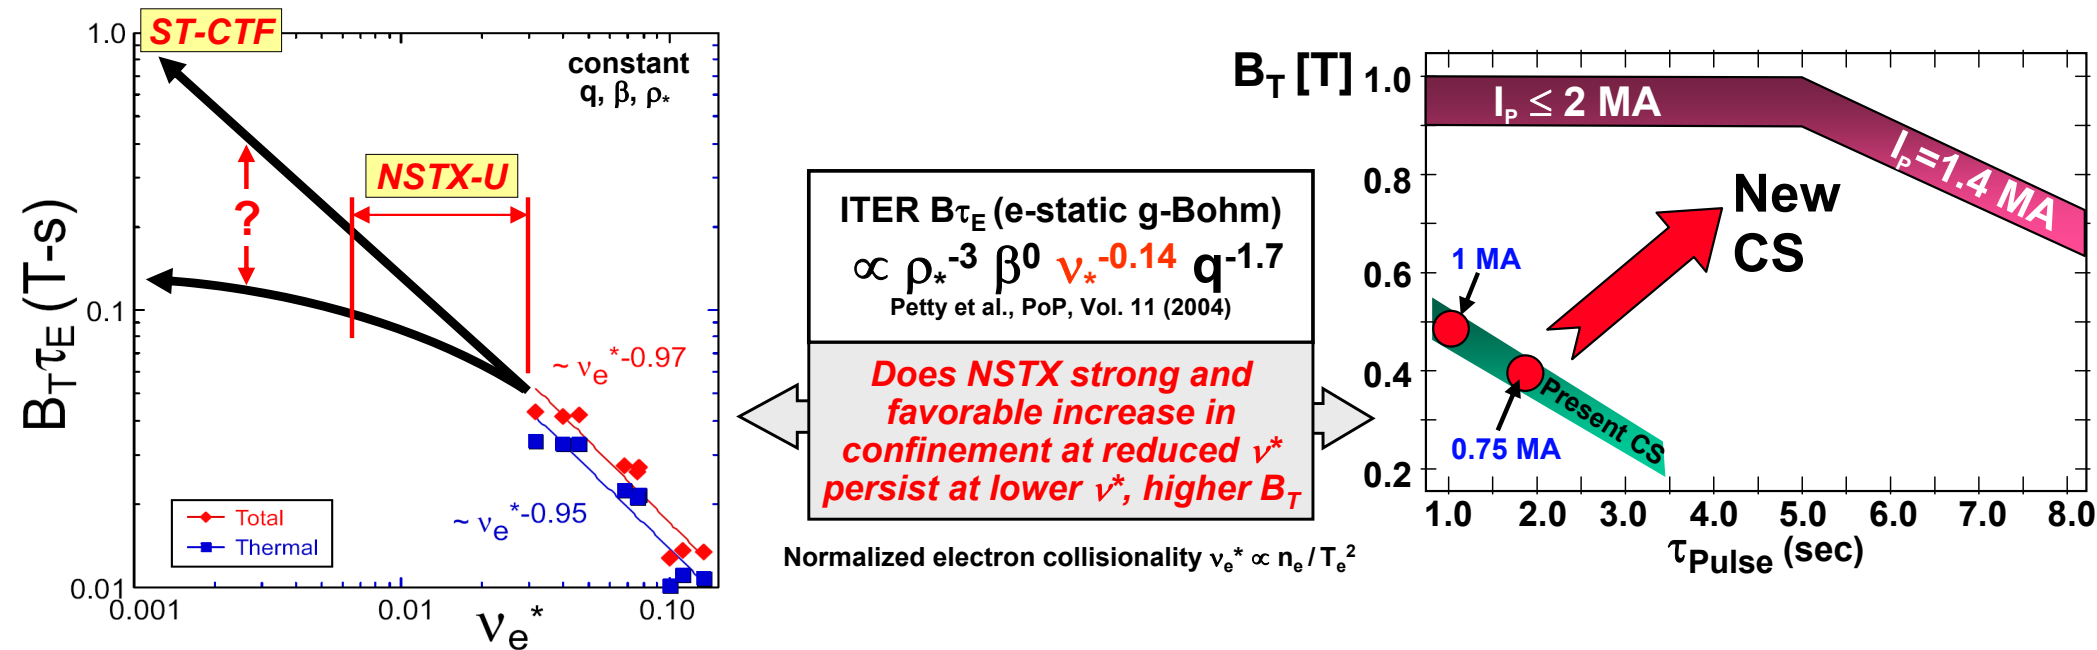 ST-CTF
constant
q, β, ρ*
NSTX-U
?
~ νe*-0.97
~ νe*-0.95
Total
Thermal
BTτE (T-s)
1.0
0.1
0.01
0.001
0.01
0.10
νe*
ITER BτE (e-static g-Bohm)
∝ ρ*-3 β0 ν*-0.14 q-1.7
Petty et al., PoP, Vol. 11 (2004)
Does NSTX strong and
favorable increase in
confinement at reduced ν*
persist at lower ν*, higher BT
Normalized electron collisionality νe* ∝ ne / Te2
BT [T]
1.0
0.8
0.6
0.4
0.2
IP ≤ 2 MA
IP=1.4 MA
New
CS
1 MA
0.75 MA
Present CS
1.0 2.0 3.0 4.0 5.0 6.0 7.0 8.0
τPulse (sec)